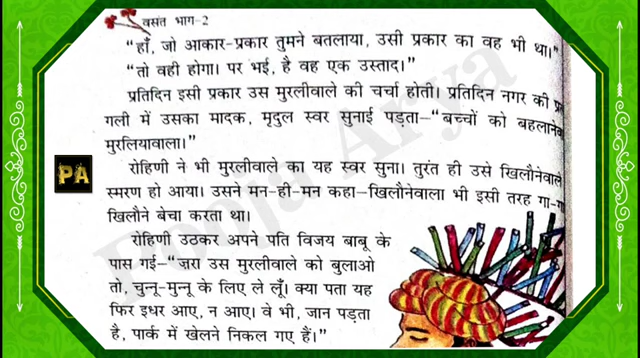 वसंत भाग-2
“हाँ, जो आकार-प्रकार तुमने बतलाया, उसी प्रकार का वह भी था।”
“तो वही होगा। पर भई, है वह एक उस्ताद।”
प्रतिदिन इसी प्रकार उस मुरलीवाले की चर्चा होती। प्रतिदिन नगर की
गली में उसका मादक, मृदुल स्वर सुनाई पड़ता–“बच्चों को
मुरलियावाला।”
PA
रोहिणी ने भी मुरलीवाले का यह स्वर सुना। तुरंत ही उसे खिलौनेवाले
स्मरण हो आया। उसने मन-ही-मन कहा–खिलौनेवाला भी इसी तरह
खिलौने बेचा करता था।
रोहिणी उठकर अपने पति विजय बाबू के
पास गई–“ज़रा उस मुरलीवाले को बुलाओ
तो, चुन्नू-मुन्नू के लिए ले लूँ। क्या पता यह
फिर इधर आए, न आए। वे भी, जान पड़ता
है, पार्क में खेलने निकल गए हैं।”
Pooja Arya